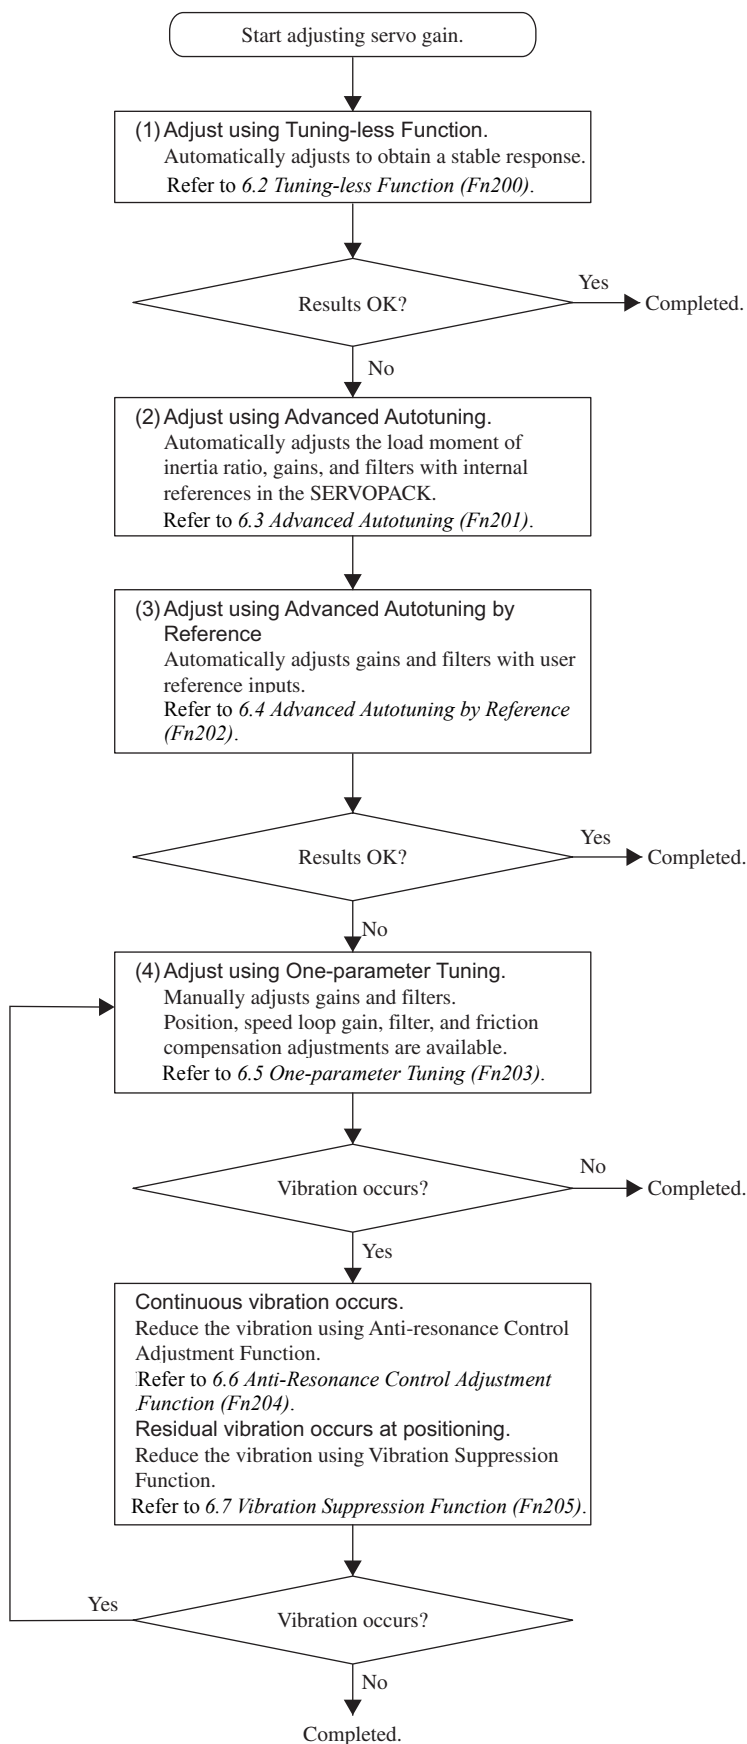 Start adjusting servo gain.
(1) Adjust using Tuning-less Function.
Automatically adjusts to obtain a stable response.
Refer to 6.2 Tuning-less Function (Fn200).
Results OK?
Yes
Completed.
No
(2) Adjust using Advanced Autotuning.
Automatically adjusts the load moment of
inertia ratio, gains, and filters with internal
references in the SERVOPACK.
Refer to 6.3 Advanced Autotuning (Fn201).
(3) Adjust using Advanced Autotuning by
Reference
Automatically adjusts gains and filters with user
reference inputs.
Refer to 6.4 Advanced Autotuning by Reference
(Fn202).
Results OK?
Yes
Completed.
No
(4) Adjust using One-parameter Tuning.
Manually adjusts gains and filters.
Position, speed loop gain, filter, and friction
compensation adjustments are available.
Refer to 6.5 One-parameter Tuning (Fn203).
Vibration occurs?
No
Completed.
Yes
Continuous vibration occurs.
Reduce the vibration using Anti-resonance Control
Adjustment Function.
Refer to 6.6 Anti-Resonance Control Adjustment
Function (Fn204).
Residual vibration occurs at positioning.
Reduce the vibration using Vibration Suppression
Function.
Refer to 6.7 Vibration Suppression Function (Fn205).
Yes
Vibration occurs?
No
Completed.